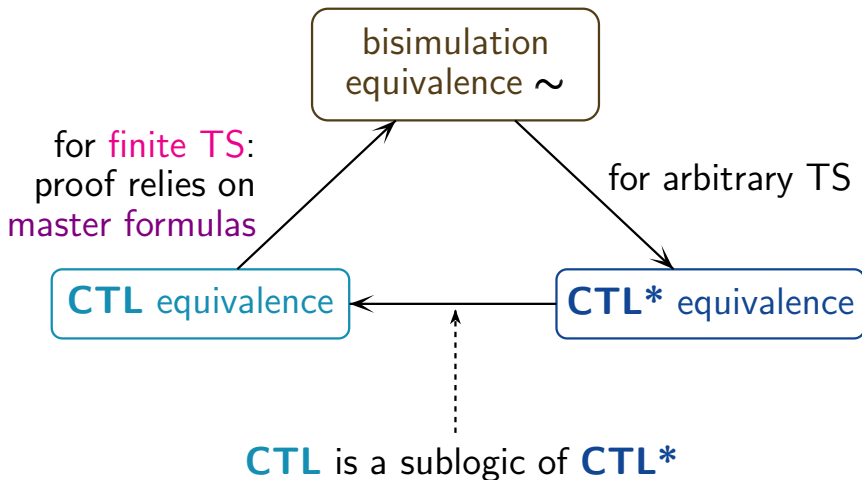 bisimulation
equivalence ∼
for finite TS:
proof relies on
master formulas
for arbitrary TS
CTL equivalence
CTL* equivalence
CTL is a sublogic of CTL*